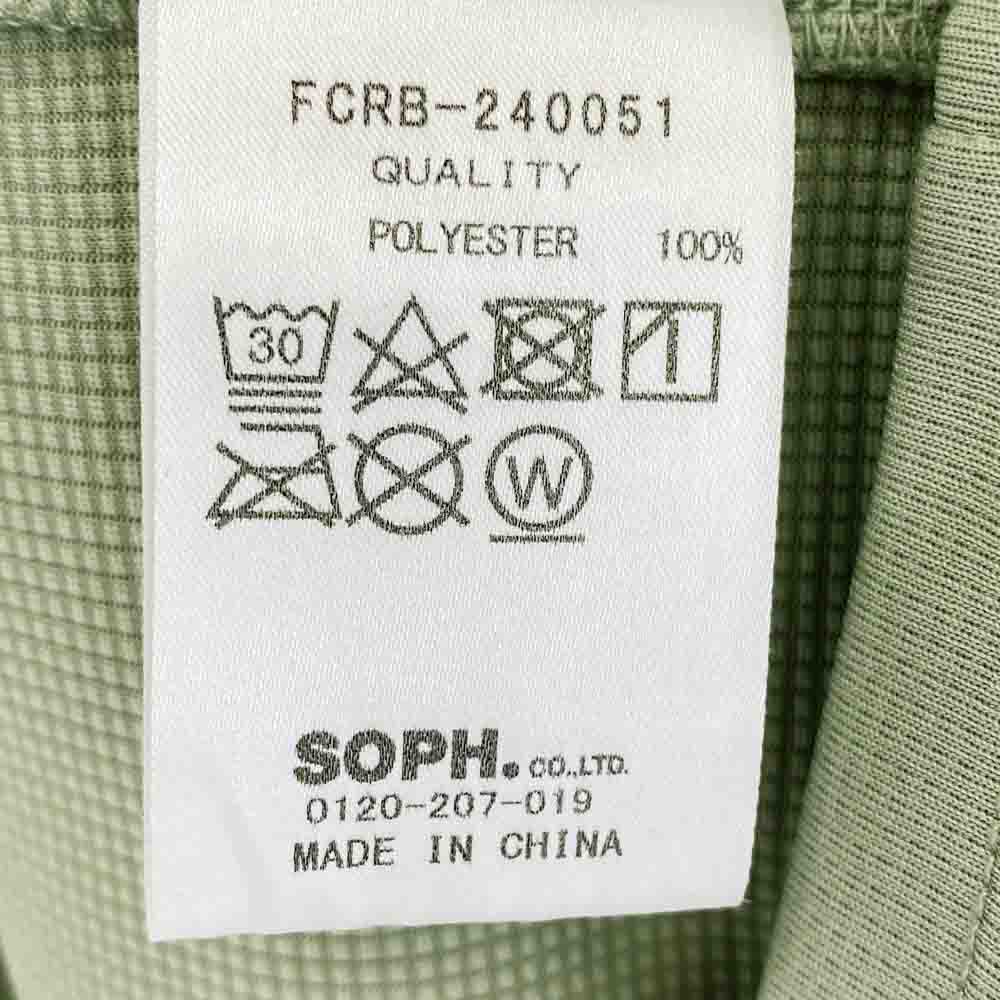 FCRB-240051
QUALITY
POLYESTER 100%
30
W
SOPH. CO.,LTD.
0120-207-019
MADE IN CHINA